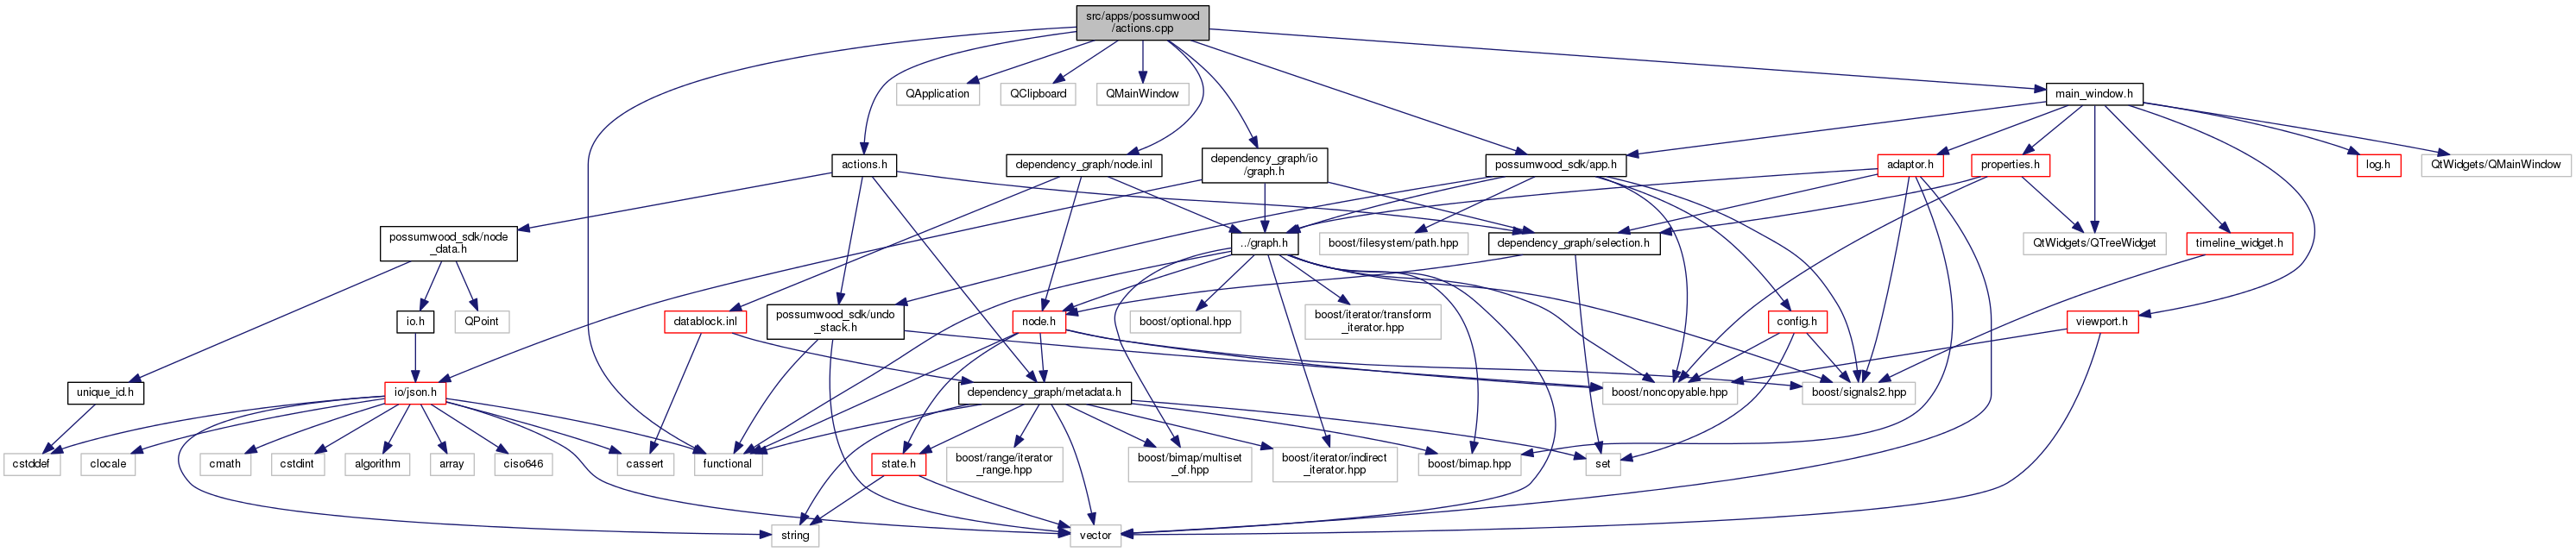 src/apps/possumwood
/actions.cpp
QApplication
QClipboard
QMainWindow
main_window.h
actions.h
dependency_graph/node.inl
dependency_graph/io
/graph.h
possumwood_sdk/app.h
adaptor.h
properties.h
log.h
QtWidgets/QMainWindow
possumwood_sdk/node
_data.h
../graph.h
boost/filesystem/path.hpp
dependency_graph/selection.h
QtWidgets/QTreeWidget
timeline_widget.h
io.h
QPoint
datablock.inl
possumwood_sdk/undo
_stack.h
node.h
boost/optional.hpp
boost/iterator/transform
_iterator.hpp
config.h
viewport.h
unique_id.h
io/json.h
dependency_graph/metadata.h
boost/noncopyable.hpp
boost/signals2.hpp
cstddef
clocale
cmath
cstdint
algorithm
array
ciso646
cassert
functional
state.h
boost/range/iterator
_range.hpp
boost/bimap/multiset
_of.hpp
boost/iterator/indirect
_iterator.hpp
boost/bimap.hpp
set
string
vector